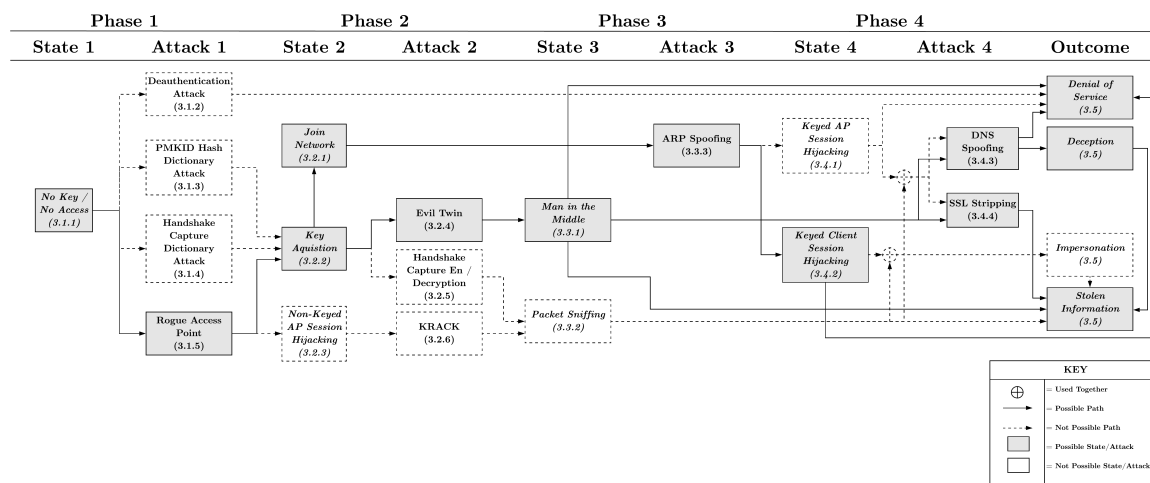 Phase 1
Phase 2
Phase 3
Phase 4
State 1
Attack 1
State 2
Attack 2
State 3
Attack 3
State 4
Attack 4
Outcome
No Key /
No Access
(3.1.1)
Deauthentication
Attack
(3.1.2)
PMKID Hash
Dictionary
Attack
(3.1.3)
Handshake
Capture
Dictionary
Attack
(3.1.4)
Rogue Access
Point
(3.1.5)
Join
Network
(3.2.1)
Key
Aquistion
(3.2.2)
Non-Keyed
AP Session
Hijacking
(3.2.3)
Evil Twin
(3.2.4)
Handshake
Capture En /
Decryption
(3.2.5)
KRACK
(3.2.6)
Man in the
Middle
(3.3.1)
Packet Sniffing
(3.3.2)
ARP Spoofing
(3.3.3)
Keyed AP
Session
Hijacking
(3.4.1)
Keyed Client
Session
Hijacking
(3.4.2)
DNS
Spoofing
(3.4.3)
SSL Stripping
(3.4.4)
Denial of
Service
(3.5)
Deception
(3.5)
Impersonation
(3.5)
Stolen
Information
(3.5)
KEY
= Used Together
= Possible Path
= Not Possible Path
= Possible State/Attack
= Not Possible State/Attack